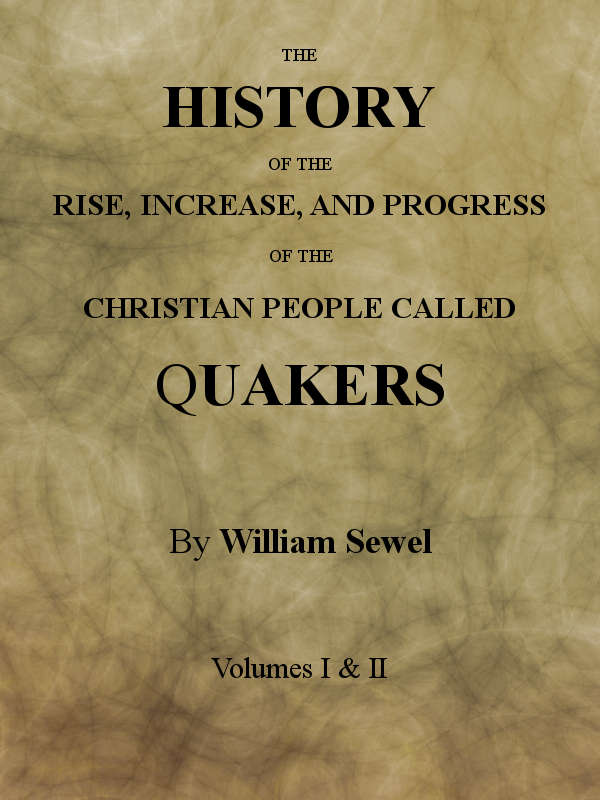 THE
HISTORY
OF THE
RISE, INCREASE, AND PROGRESS
OF THE
CHRISTIAN PEOPLE CALLED
QUAKERS
By William Sewel
Volumes I & II